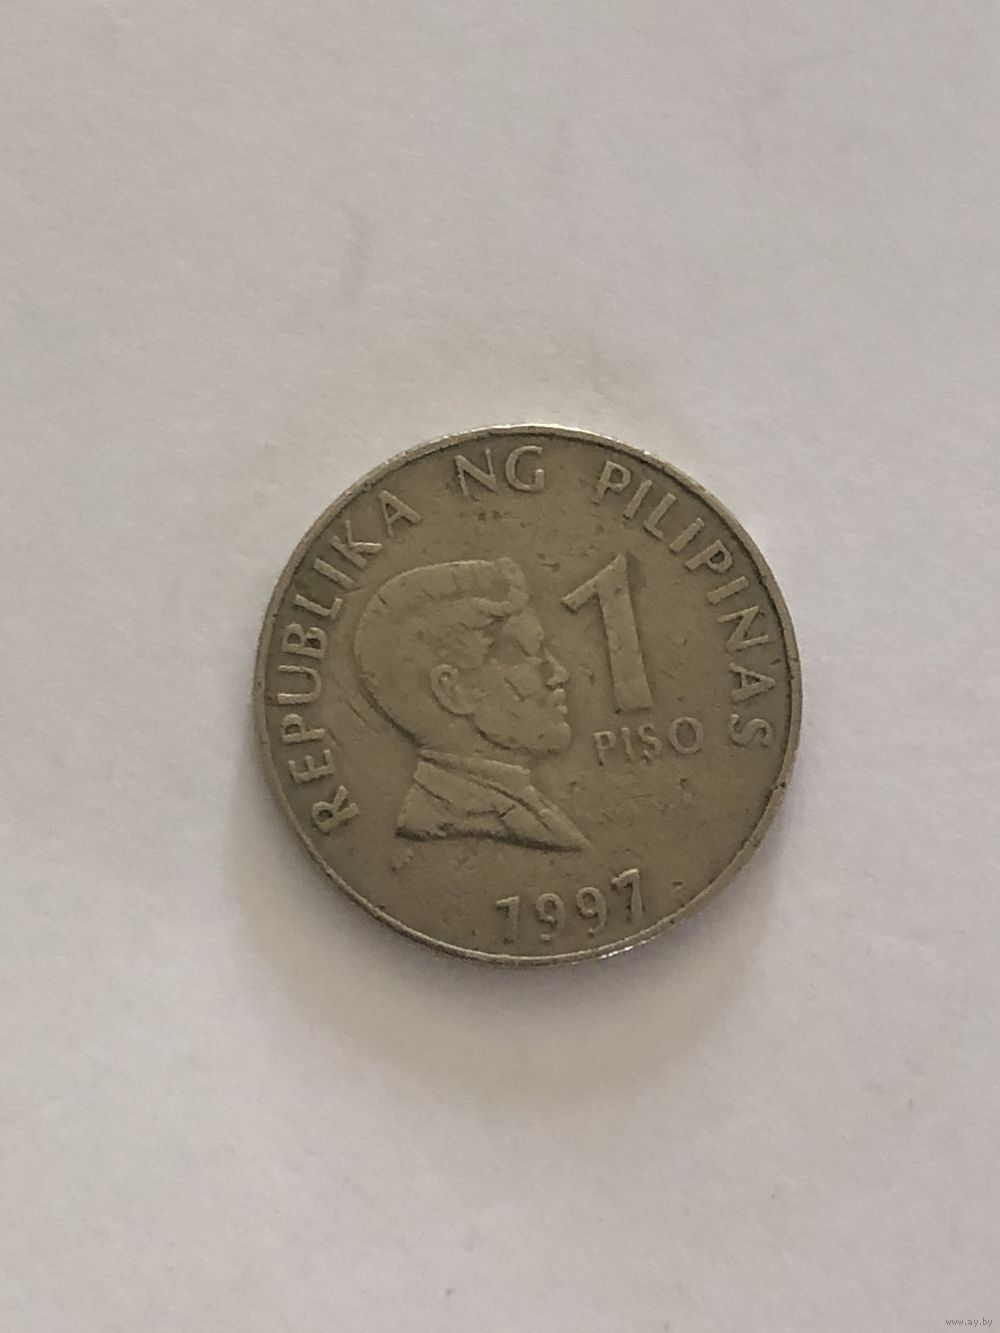 REPUBLIKA NG PILIPINAS
1
PISO
1997
www.ay.by